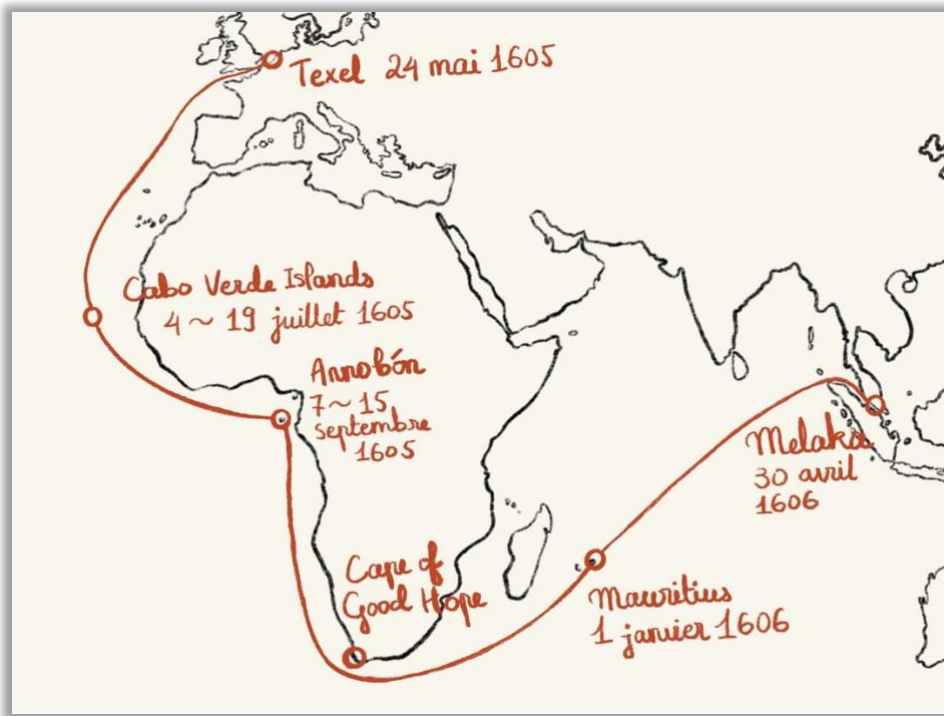 Texel 24 mai 1605
Cabo Verde Islands
4 ~ 19 juillet 1605
Annobón
7 ~ 15
septembre
1605
Cape of
Good Hope
Melaka
30 avril
1606
Mauritius
1 janvier 1606